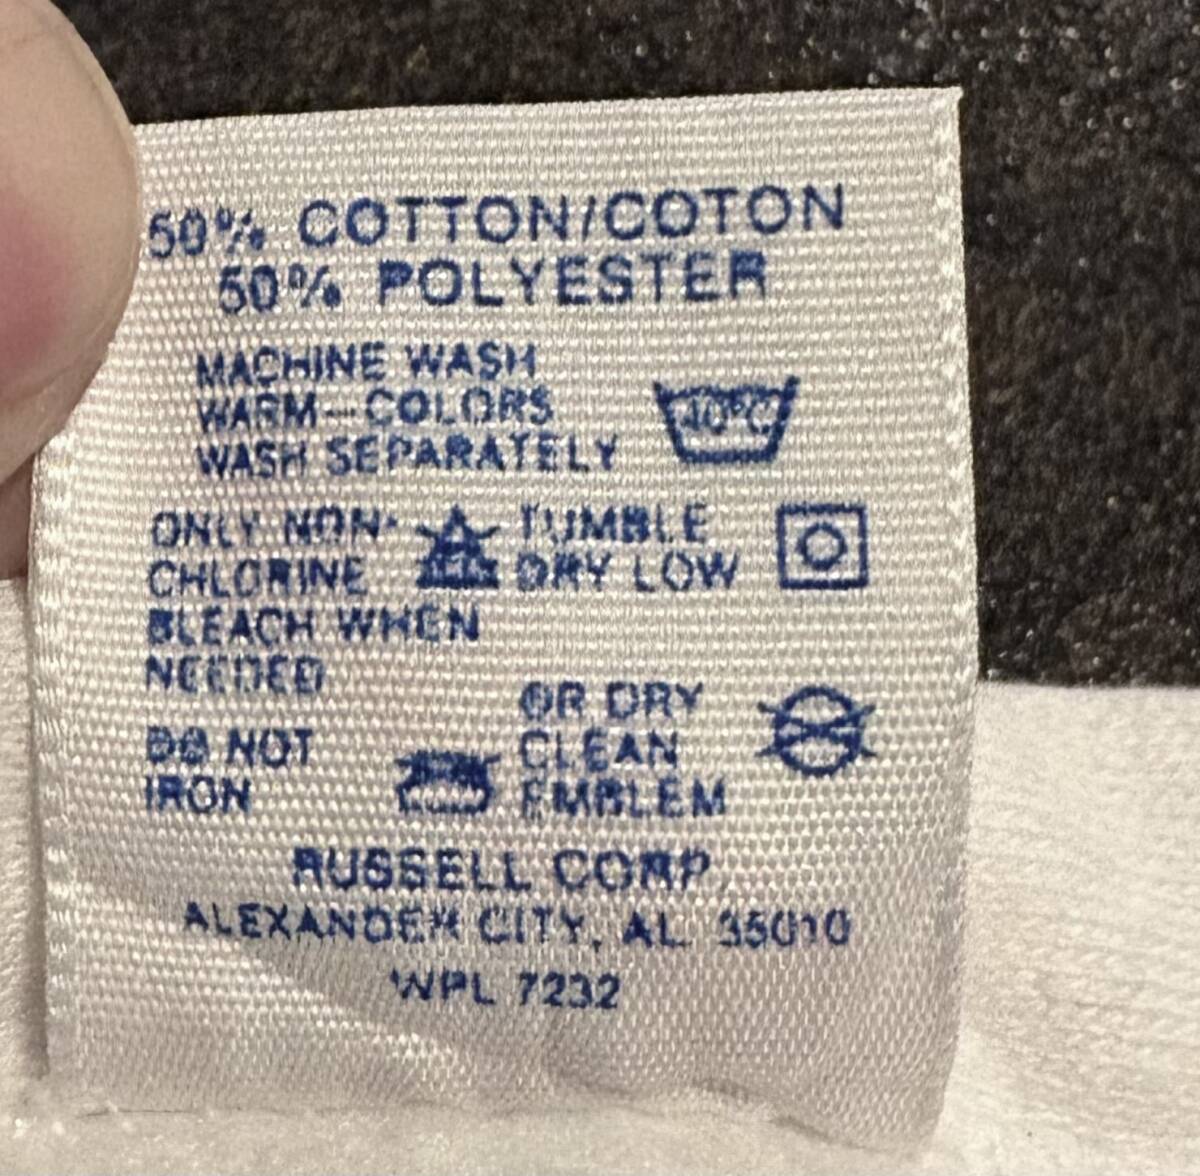 50% COTTON/COTON
50% POLYESTER
MACHINE WASH
WARM—COLORS
WASH SEPARATELY
40°C
ONLY NON-
CHLORINE
BLEACH WHEN
NEEDED
TUMBLE
DRY LOW
DO NOT
IRON
OR DRY
CLEAN
EMBLEM
RUSSELL CORP.
ALEXANDER CITY, AL 35010
WPL 7232